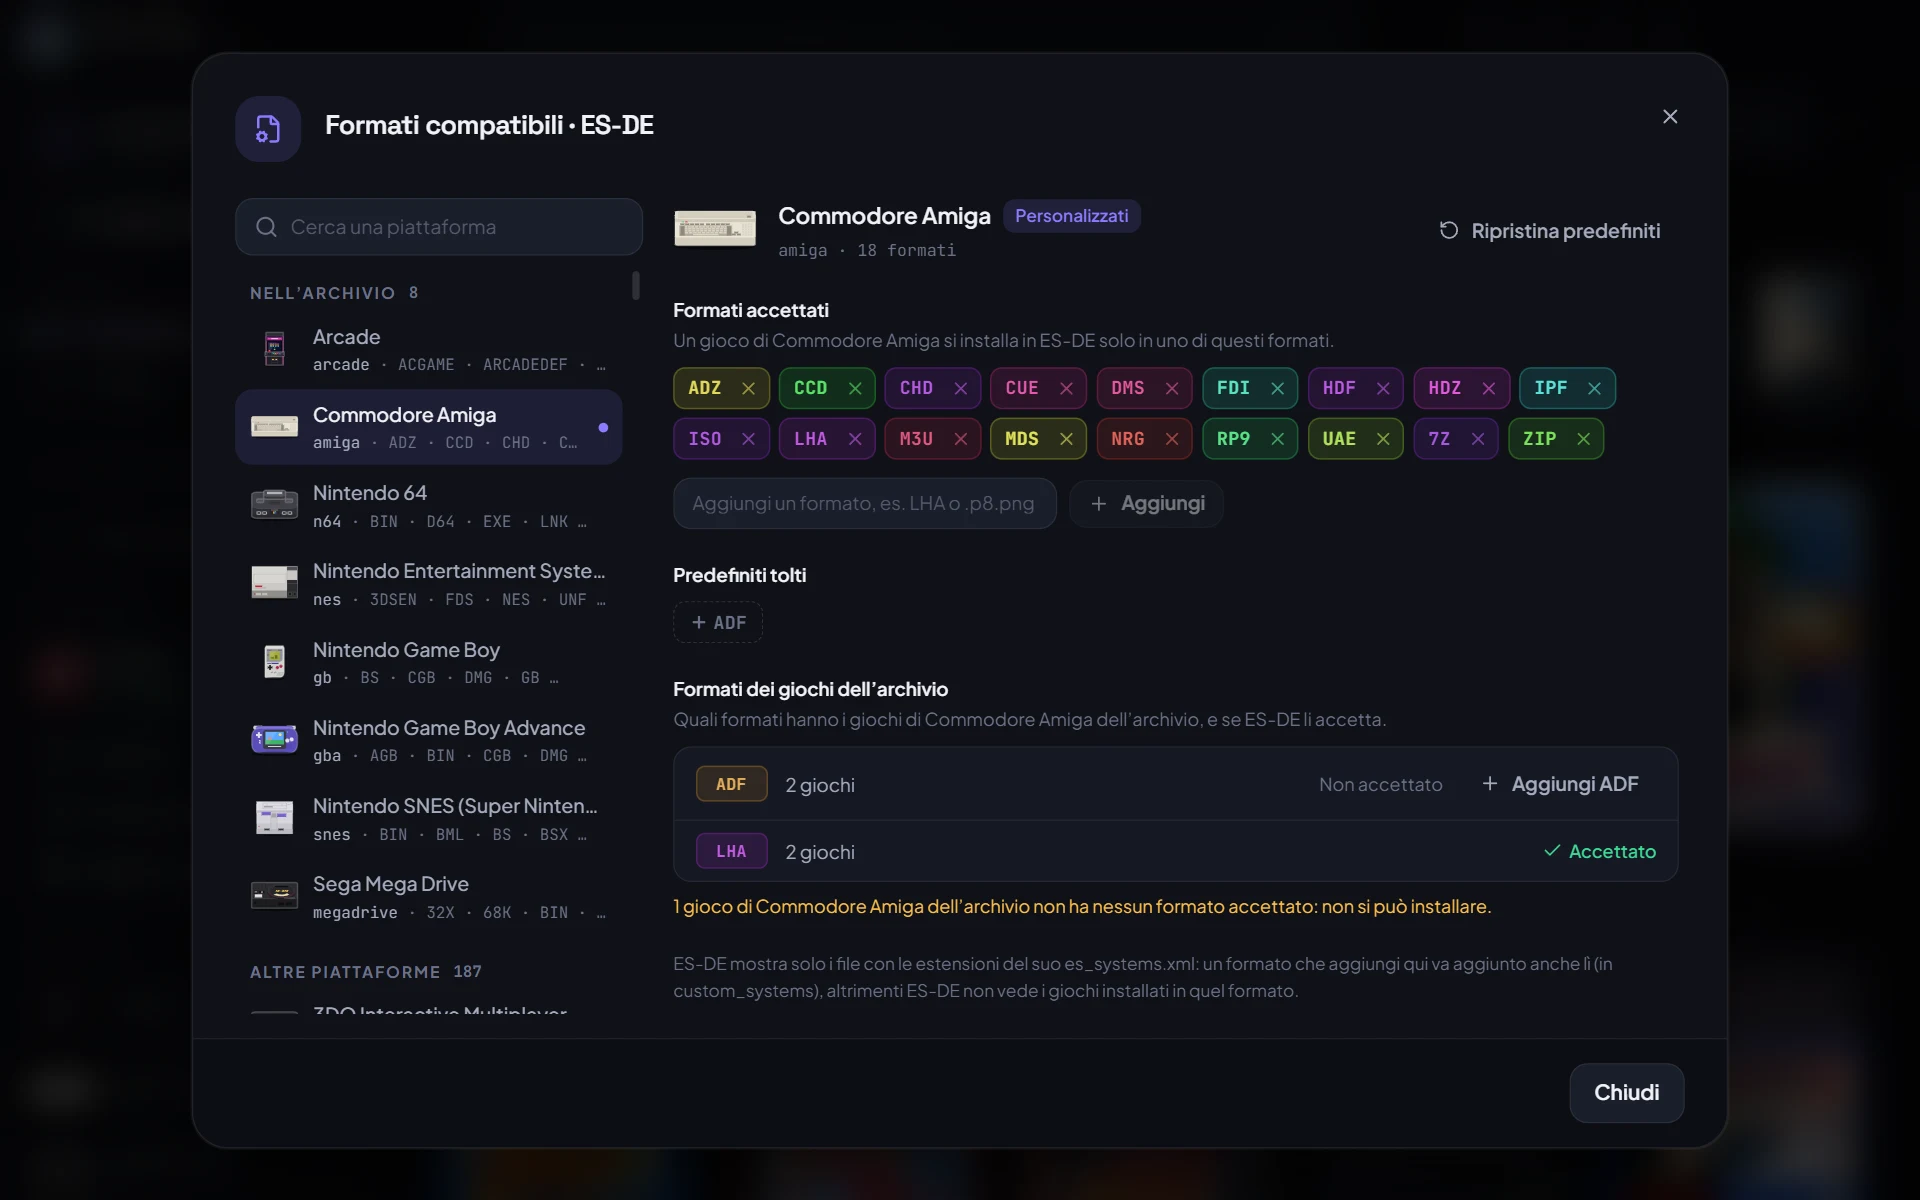 Formati compatibili · ES-DE
Cerca una piattaforma
NELL'ARCHIVIO 8
Arcade
arcade · ACGAME · ARCADEDEF · …
Commodore Amiga
amiga · ADZ · CCD · CHD · C…
Nintendo 64
n64 · BIN · D64 · EXE · LNK …
Nintendo Entertainment Syste…
nes · 3DSEN · FDS · NES · UNF …
Nintendo Game Boy
gb · BS · CGB · DMG · GB …
Nintendo Game Boy Advance
gba · AGB · BIN · CGB · DMG …
Nintendo SNES (Super Ninten…
snes · BIN · BML · BS · BSX …
Sega Mega Drive
megadrive · 32X · 68K · BIN · …
ALTRE PIATTAFORME 187
3DO Interactive Multiplayer
Commodore Amiga Personalizzati
amiga · 18 formati
Ripristina predefiniti
Formati accettati
Un gioco di Commodore Amiga si installa in ES-DE solo in uno di questi formati.
ADZ CCD CHD CUE DMS FDI HDF HDZ IPF
ISO LHA M3U MDS NRG RP9 UAE 7Z ZIP
Aggiungi un formato, es. LHA o .p8.png
+ Aggiungi
Predefiniti tolti
+ ADF
Formati dei giochi dell'archivio
Quali formati hanno i giochi di Commodore Amiga dell'archivio, e se ES-DE li accetta.
ADF 2 giochi Non accettato + Aggiungi ADF
LHA 2 giochi Accettato
1 gioco di Commodore Amiga dell'archivio non ha nessun formato accettato: non si può installare.
ES-DE mostra solo i file con le estensioni del suo es_systems.xml: un formato che aggiungi qui va aggiunto anche lì (in
custom_systems), altrimenti ES-DE non vede i giochi installati in quel formato.
Chiudi